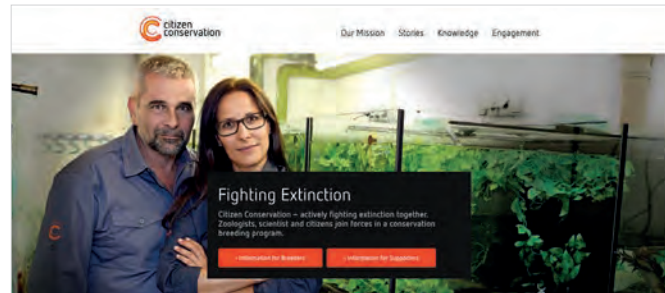 citizen
conservation
Our Mission Stories Knowledge Engagement
Fighting Extinction
Citizen Conservation – actively fighting extinction together.
Zoologists, scientist and citizens join forces in a conservation
breeding program.
› Information for Breeders › Information for Supporters